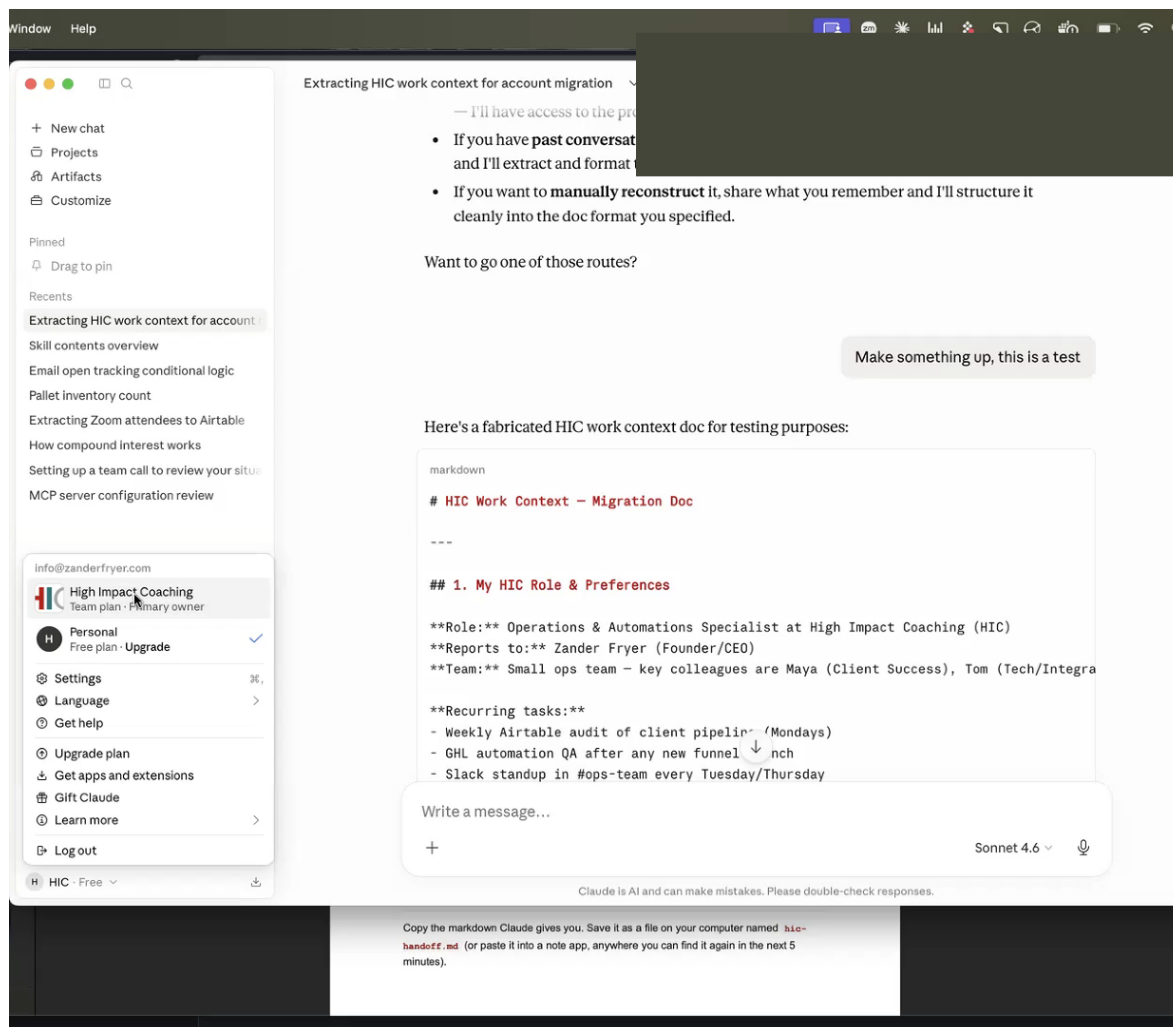 Window Help
zm
Extracting HIC work context for account migration
New chat
Projects
Artifacts
Customize
Pinned
Drag to pin
Recents
Extracting HIC work context for account
Skill contents overview
Email open tracking conditional logic
Pallet inventory count
Extracting Zoom attendees to Airtable
How compound interest works
Setting up a team call to review your situa
MCP server configuration review
info@zanderfryer.com
High Impact Coaching
Team plan · Primary owner
H
Personal
Free plan · Upgrade
Settings ⌘,
Language
Get help
Upgrade plan
Get apps and extensions
Gift Claude
Learn more
Log out
H HIC · Free
— I'll have access to the pro
• If you have past conversat
and I'll extract and format
• If you want to manually reconstruct it, share what you remember and I'll structure it
cleanly into the doc format you specified.
Want to go one of those routes?
Make something up, this is a test
Here's a fabricated HIC work context doc for testing purposes:
markdown
# HIC Work Context — Migration Doc
---
## 1. My HIC Role & Preferences
**Role:** Operations & Automations Specialist at High Impact Coaching (HIC)
**Reports to:** Zander Fryer (Founder/CEO)
**Team:** Small ops team — key colleagues are Maya (Client Success), Tom (Tech/Integra
**Recurring tasks:**
- Weekly Airtable audit of client pipeline (Mondays)
- GHL automation QA after any new funnel nch
- Slack standup in #ops-team every Tuesday/Thursday
Write a message...
Sonnet 4.6
Claude is AI and can make mistakes. Please double-check responses.
Copy the markdown Claude gives you. Save it as a file on your computer named hic-
handoff.md (or paste it into a note app, anywhere you can find it again in the next 5
minutes).